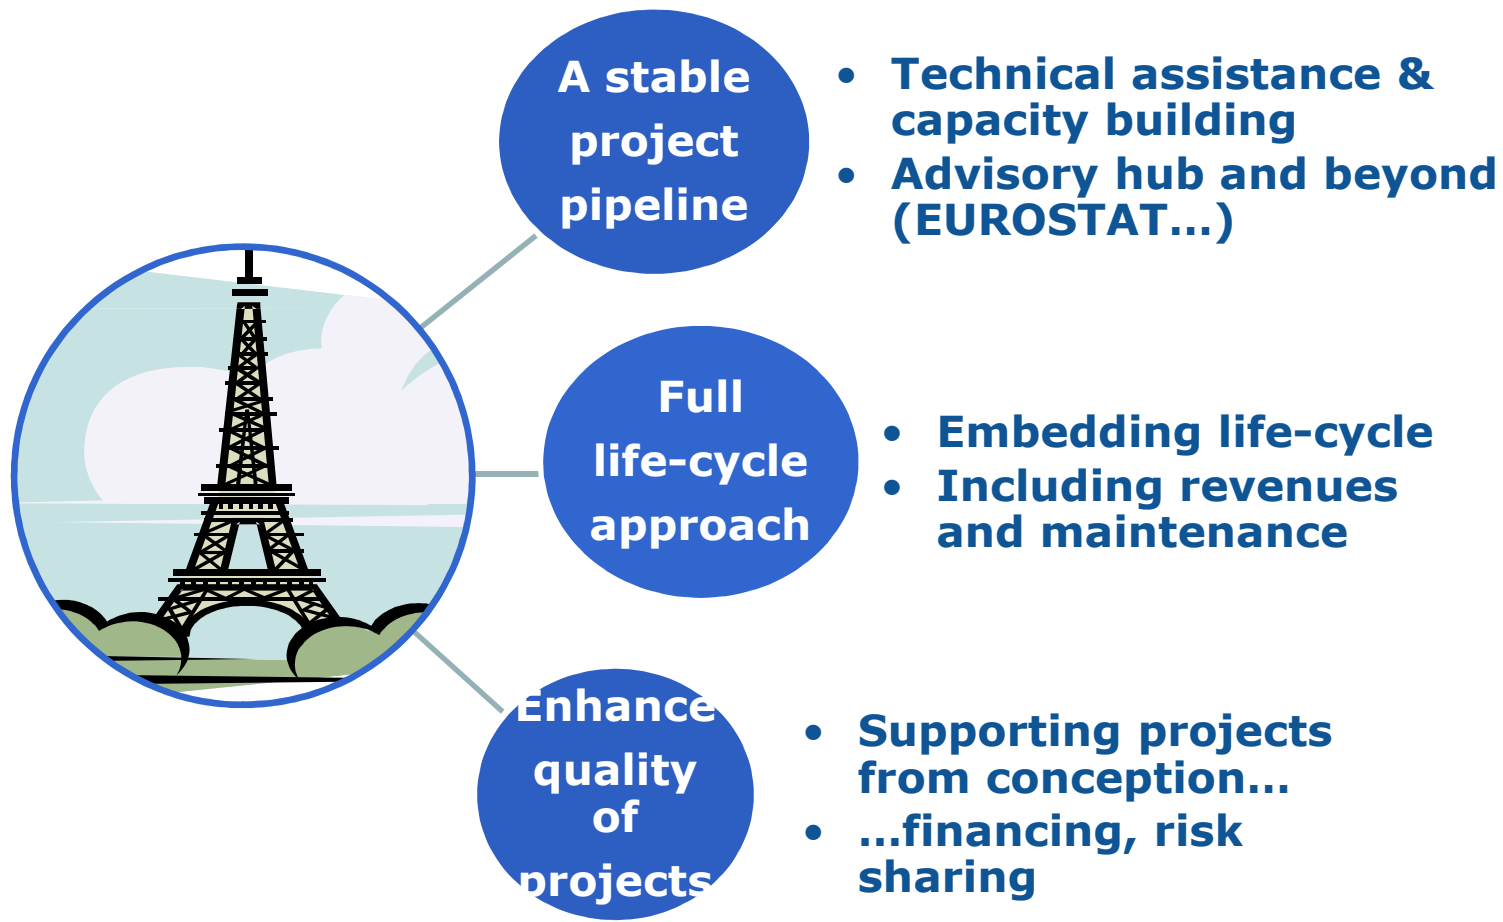 A stable
project
pipeline
• Technical assistance &
capacity building
• Advisory hub and beyond
(EUROSTAT…)
Full
life-cycle
approach
• Embedding life-cycle
• Including revenues
and maintenance
Enhance
quality
of
projects
• Supporting projects
from conception…
• …financing, risk
sharing